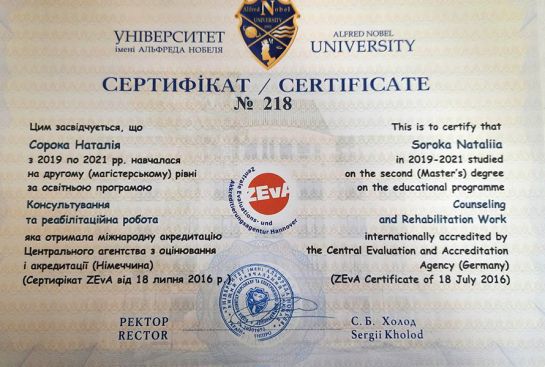 Alfred Nobel
N
UNIVERSITY
УНІВЕРСИТЕТ
імені АЛЬФРЕДА НОБЕЛЯ
ALFRED NOBEL
UNIVERSITY
СЕРТИФІКАТ / CERTIFICATE
№ 218
Цим засвідчується, що
Сорока Наталія
з 2019 по 2021 рр. навчалася
на другому (магістерському) рівні
за освітньою програмою
Консультування
та реабілітаційна робота
яка отримала міжнародну акредитацію
Центрального агентства з оцінювання
і акредитації (Німеччина)
(Сертифікат ZEvA від 18 липня 2016 р.)
ZEvA
Zentrale Evaluations- und
Akkreditierungsagentur Hannover
This is to certify that
Soroka Nataliia
in 2019-2021 studied
on the second (Master's) degree
on the educational programme
Counseling
and Rehabilitation Work
internationally accredited by
the Central Evaluation and Accreditation
Agency (Germany)
(ZEvA Certificate of 18 July 2016)
РЕКТОР
RECTOR
С.Б. Холод
Sergii Kholod